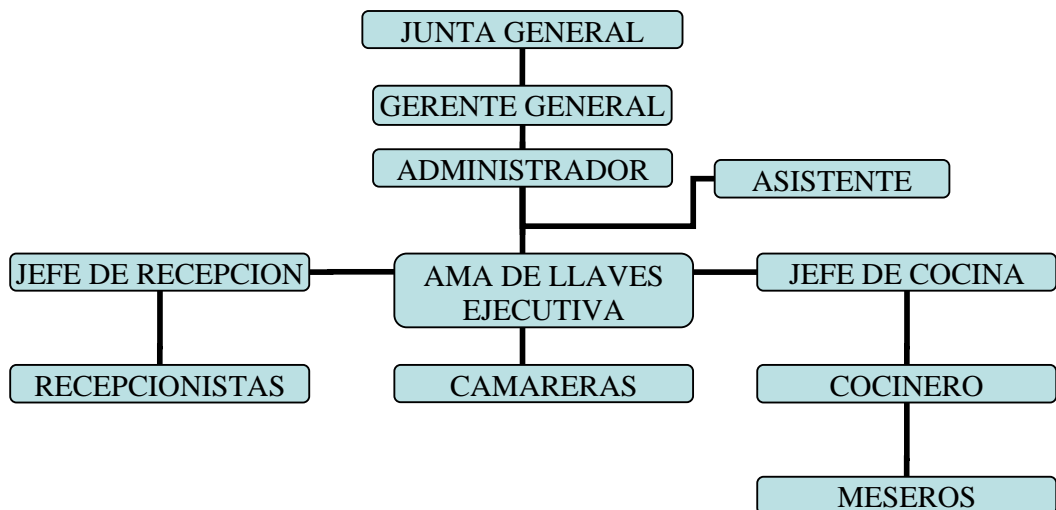 JUNTA GENERAL
GERENTE GENERAL
ADMINISTRADOR
ASISTENTE
JEFE DE RECEPCION
AMA DE LLAVES
EJECUTIVA
JEFE DE COCINA
RECEPCIONISTAS
CAMARERAS
COCINERO
MESEROS